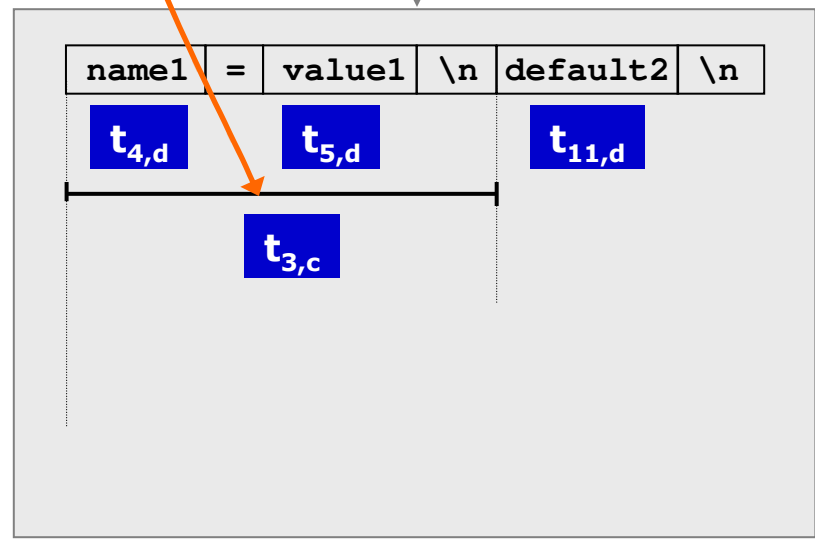 name1 = value1 \n default2 \n
t4,d t5,d t11,d
t3,c